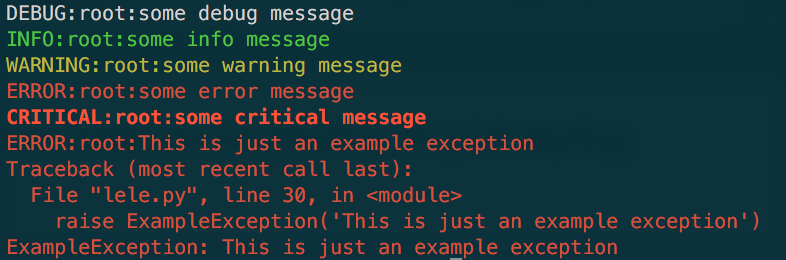 DEBUG:root:some debug message
INFO:root:some info message
WARNING:root:some warning message
ERROR:root:some error message
CRITICAL:root:some critical message
ERROR:root:This is just an example exception
Traceback (most recent call last):
  File "lele.py", line 30, in <module>
    raise ExampleException('This is just an example exception')
ExampleException: This is just an example exception